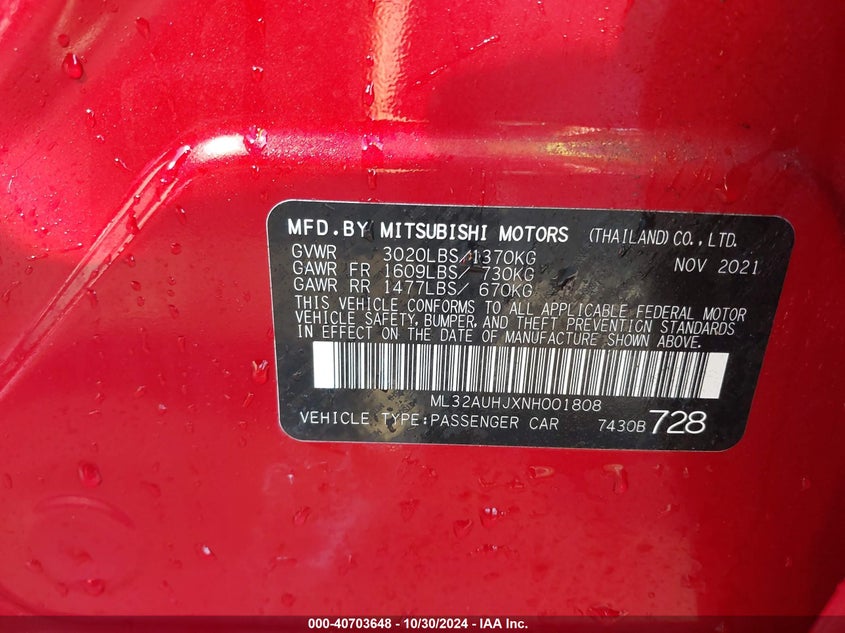 MFD.BY MITSUBISHI MOTORS (THAILAND)CO.,LTD.
GVWR 3020LBS/1370KG NOV 2021
GAWR FR 1609LBS/ 730KG
GAWR RR 1477LBS/ 670KG
THIS VEHICLE CONFORMS TO ALL APPLICABLE FEDERAL MOTOR
VEHICLE SAFETY, BUMPER, AND THEFT PREVENTION STANDARDS
IN EFFECT ON THE DATE OF MANUFACTURE SHOWN ABOVE.
ML32AUHJXNH001808
VEHICLE TYPE:PASSENGER CAR 7430B 728
000-40703648 - 10/30/2024 - IAA Inc.